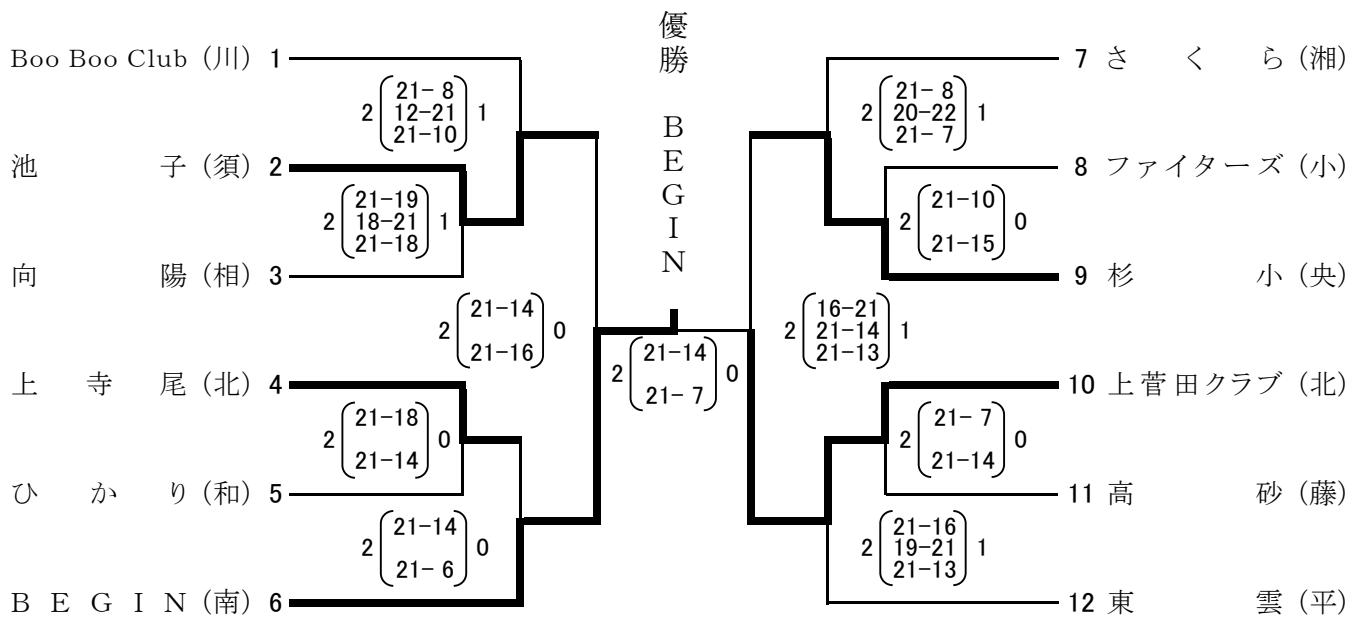 優勝 BEGIN
Boo Boo Club（川）1
2 21-8 12-21 21-10 1
池子（須）2
2 21-19 18-21 21-18 1
向陽（相）3
2 21-14 21-16 0
上寺尾（北）4
2 21-18 21-14 0
ひかり（和）5
2 21-14 21-6 0
BEGIN（南）6
2 21-14 21-7 0
7 さくら（湘）
2 21-8 20-22 21-7 1
8 ファイターズ（小）
2 21-10 21-15 0
9 杉小（央）
2 16-21 21-14 21-13 1
10 上菅田クラブ（北）
2 21-7 21-14 0
11 高砂（藤）
2 21-16 19-21 21-13 1
12 東雲（平）